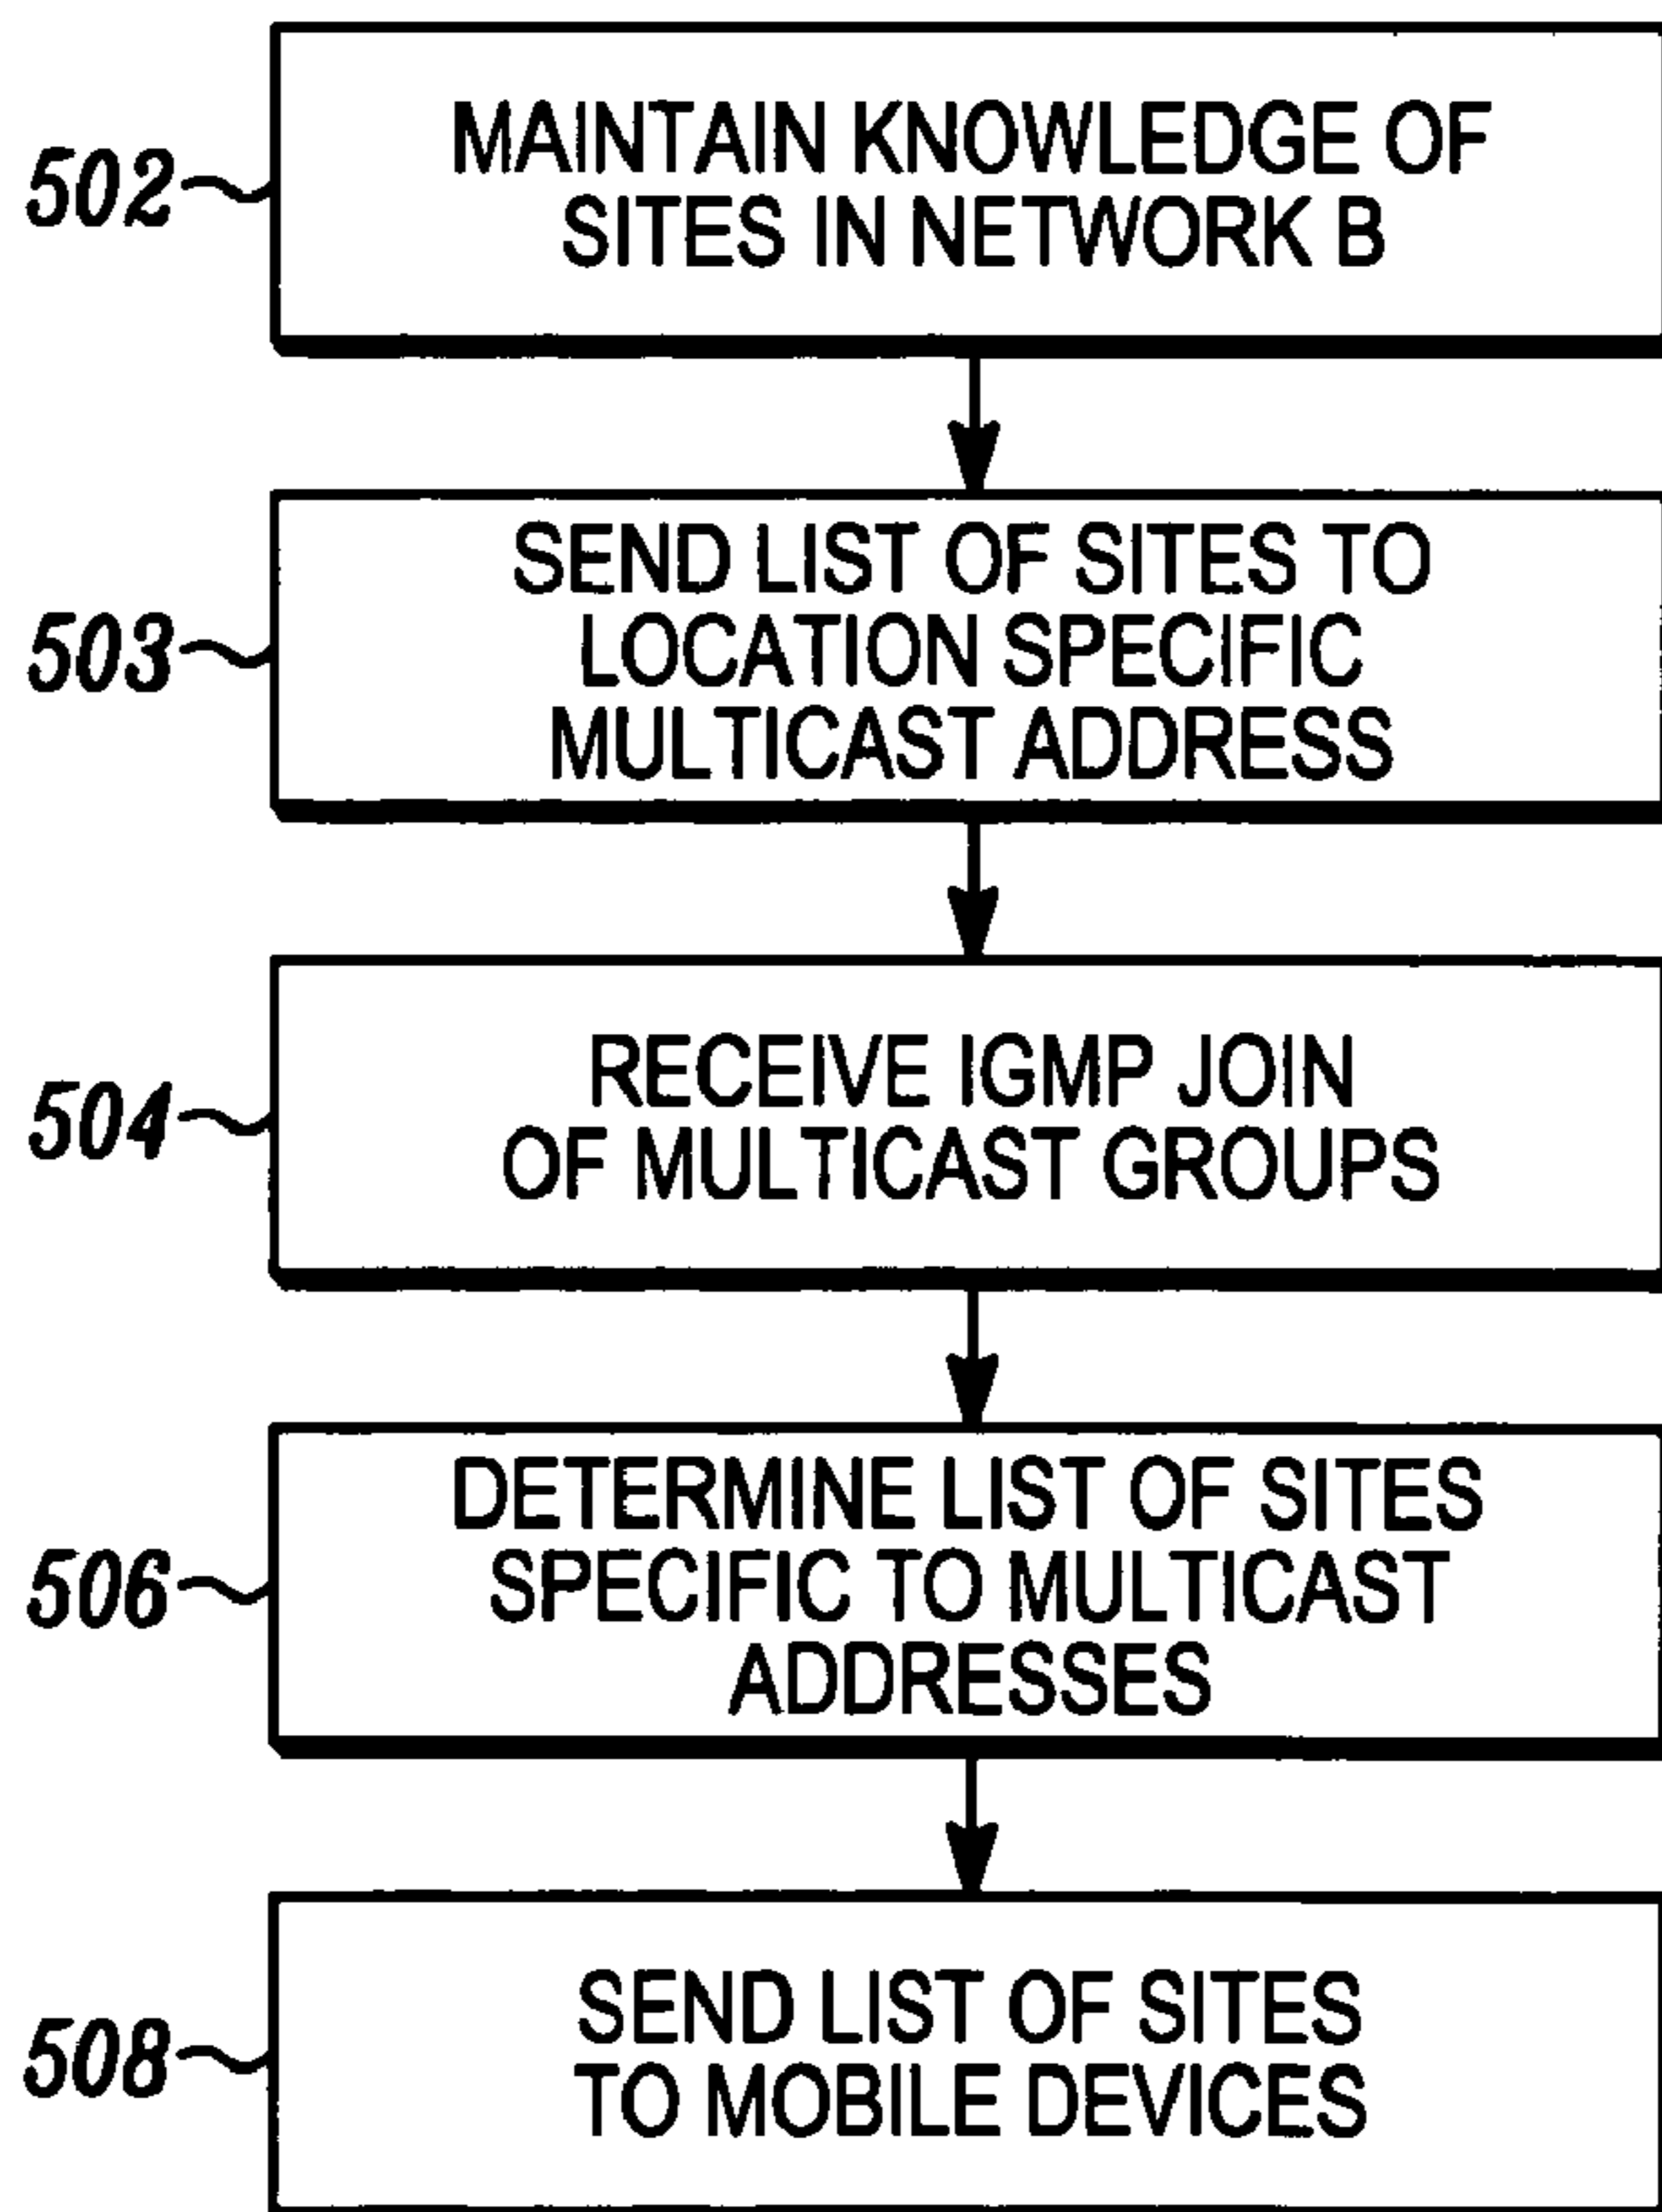 MAINTAIN KNOWLEDGE OF
502
SITES IN NETWORK B
SEND LIST OF SITES TO
503
LOCATION SPECIFIC
MULTICAST ADDRESS
RECEIVE IGMP JOIN
504
OF MULTICAST GROUPS
DETERMINE LIST OF SITES
506
SPECIFIC TO MULTICAST
ADDRESSES
SEND LIST OF SITES
508
TO MOBILE DEVICES